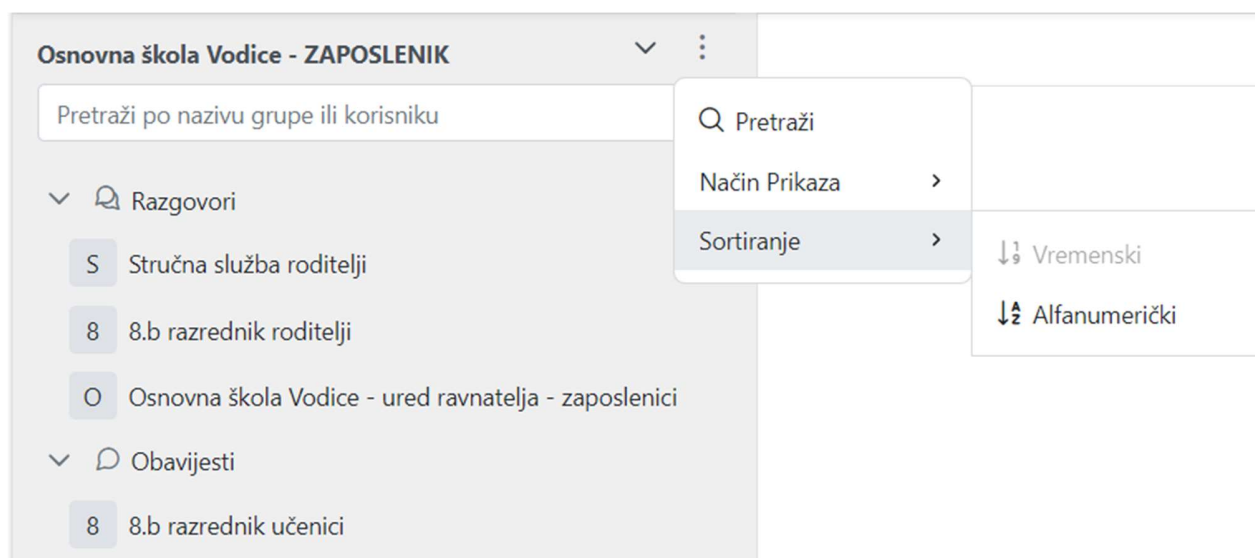 Osnovna škola Vodice - ZAPOSLENIK
Pretraži po nazivu grupe ili korisniku
Razgovori
S Stručna služba roditelji
8 8.b razrednik roditelji
O Osnovna škola Vodice - ured ravnatelja - zaposlenici
Obavijesti
8 8.b razrednik učenici
Pretraži
Način Prikaza
Sortiranje
Vremenski
Alfanumerički